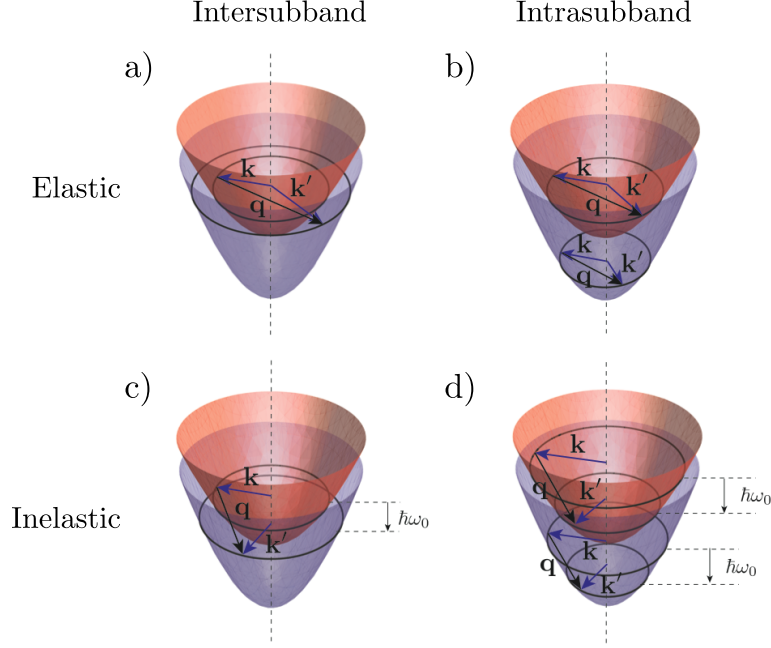 Intersubband Intrasubband
a) b)
Elastic
k k′ q
k k′ q
k k′ q
c) d)
Inelastic
k q k′ ℏω₀
k q k′ ℏω₀
k q k′ ℏω₀